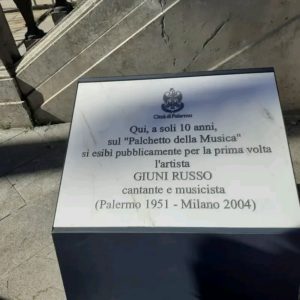 Città di Palermo
Qui, a soli 10 anni,
sul "Palchetto della Musica"
si esibì pubblicamente per la prima volta
l'artista
GIUNI RUSSO
cantante e musicista
(Palermo 1951 - Milano 2004)